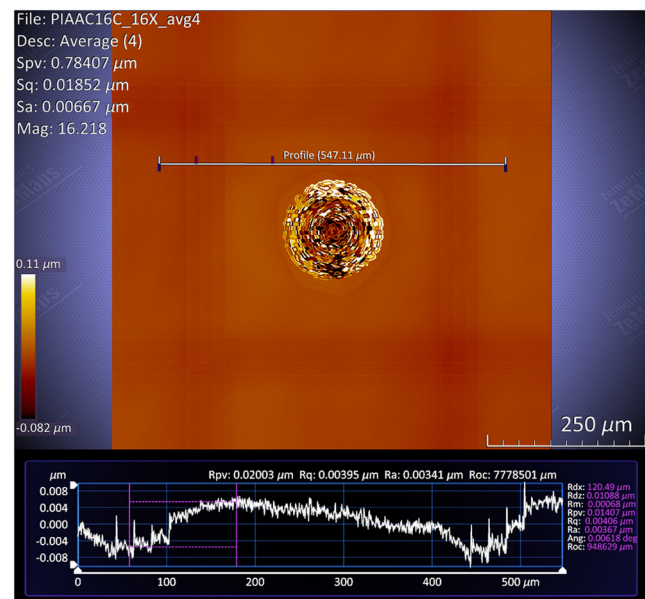 File: PIAAC16C_16X_avg4
Desc: Average (4)
Spv: 0.78407 μm
Sq: 0.01852 μm
Sa: 0.00667 μm
Mag: 16.218
Profile (547.11 μm)
0.11 μm
-0.082 μm
250 μm
μm
Rpv: 0.02003 μm Rq: 0.00395 μm Ra: 0.00341 μm Roc: 7778501 μm
0.008
0.004
0.000
-0.004
-0.008
0 100 200 300 400 500 μm
Rdx: 120.49 μm
Rdz: 0.01088 μm
Rm: 0.00068 μm
Rpv: 0.01407 μm
Rq: 0.00406 μm
Ra: 0.00367 μm
Ang: 0.00618 deg
Roc: 948629 μm
ZeMaps